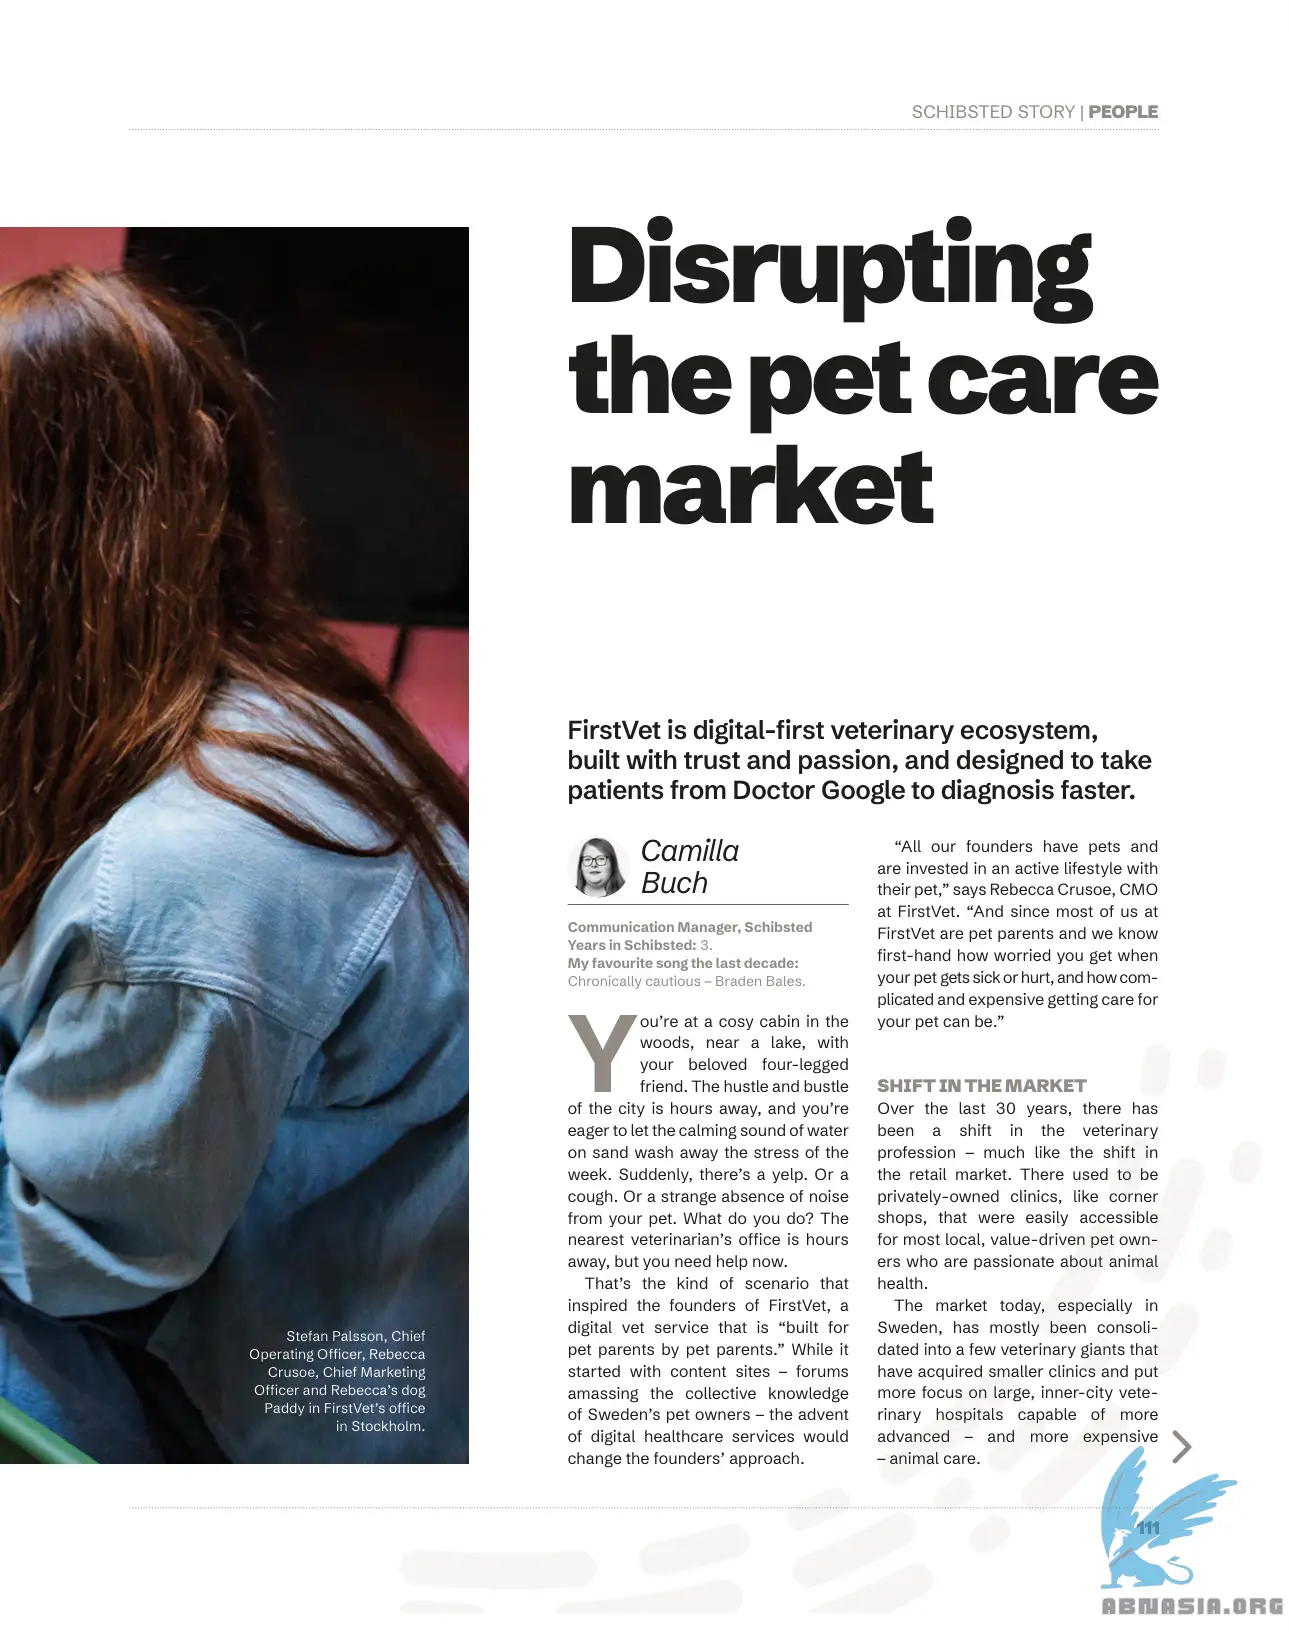 SCHIBSTED STORY | PEOPLE
Disrupting
the pet care
market
FirstVet is digital-first veterinary ecosystem,
built with trust and passion, and designed to take
patients from Doctor Google to diagnosis faster.
Camilla
Buch
Communication Manager, Schibsted
Years in Schibsted: 3.
My favourite song the last decade:
Chronically cautious – Braden Bales.
You’re at a cosy cabin in the
woods, near a lake, with
your beloved four-legged
friend. The hustle and bustle
of the city is hours away, and you’re
eager to let the calming sound of water
on sand wash away the stress of the
week. Suddenly, there’s a yelp. Or a
cough. Or a strange absence of noise
from your pet. What do you do? The
nearest veterinarian’s office is hours
away, but you need help now.
That’s the kind of scenario that
inspired the founders of FirstVet, a
digital vet service that is “built for
pet parents by pet parents.” While it
started with content sites – forums
amassing the collective knowledge
of Sweden’s pet owners – the advent
of digital healthcare services would
change the founders’ approach.
“All our founders have pets and
are invested in an active lifestyle with
their pet,” says Rebecca Crusoe, CMO
at FirstVet. “And since most of us at
FirstVet are pet parents and we know
first-hand how worried you get when
your pet gets sick or hurt, and how com-
plicated and expensive getting care for
your pet can be.”
SHIFT IN THE MARKET
Over the last 30 years, there has
been a shift in the veterinary
profession – much like the shift in
the retail market. There used to be
privately-owned clinics, like corner
shops, that were easily accessible
for most local, value-driven pet own-
ers who are passionate about animal
health.
The market today, especially in
Sweden, has mostly been consoli-
dated into a few veterinary giants that
have acquired smaller clinics and put
more focus on large, inner-city vete-
rinary hospitals capable of more
advanced – and more expensive
– animal care.
Stefan Palsson, Chief
Operating Officer, Rebecca
Crusoe, Chief Marketing
Officer and Rebecca’s dog
Paddy in FirstVet’s office
in Stockholm.
111
ABNASIA.ORG